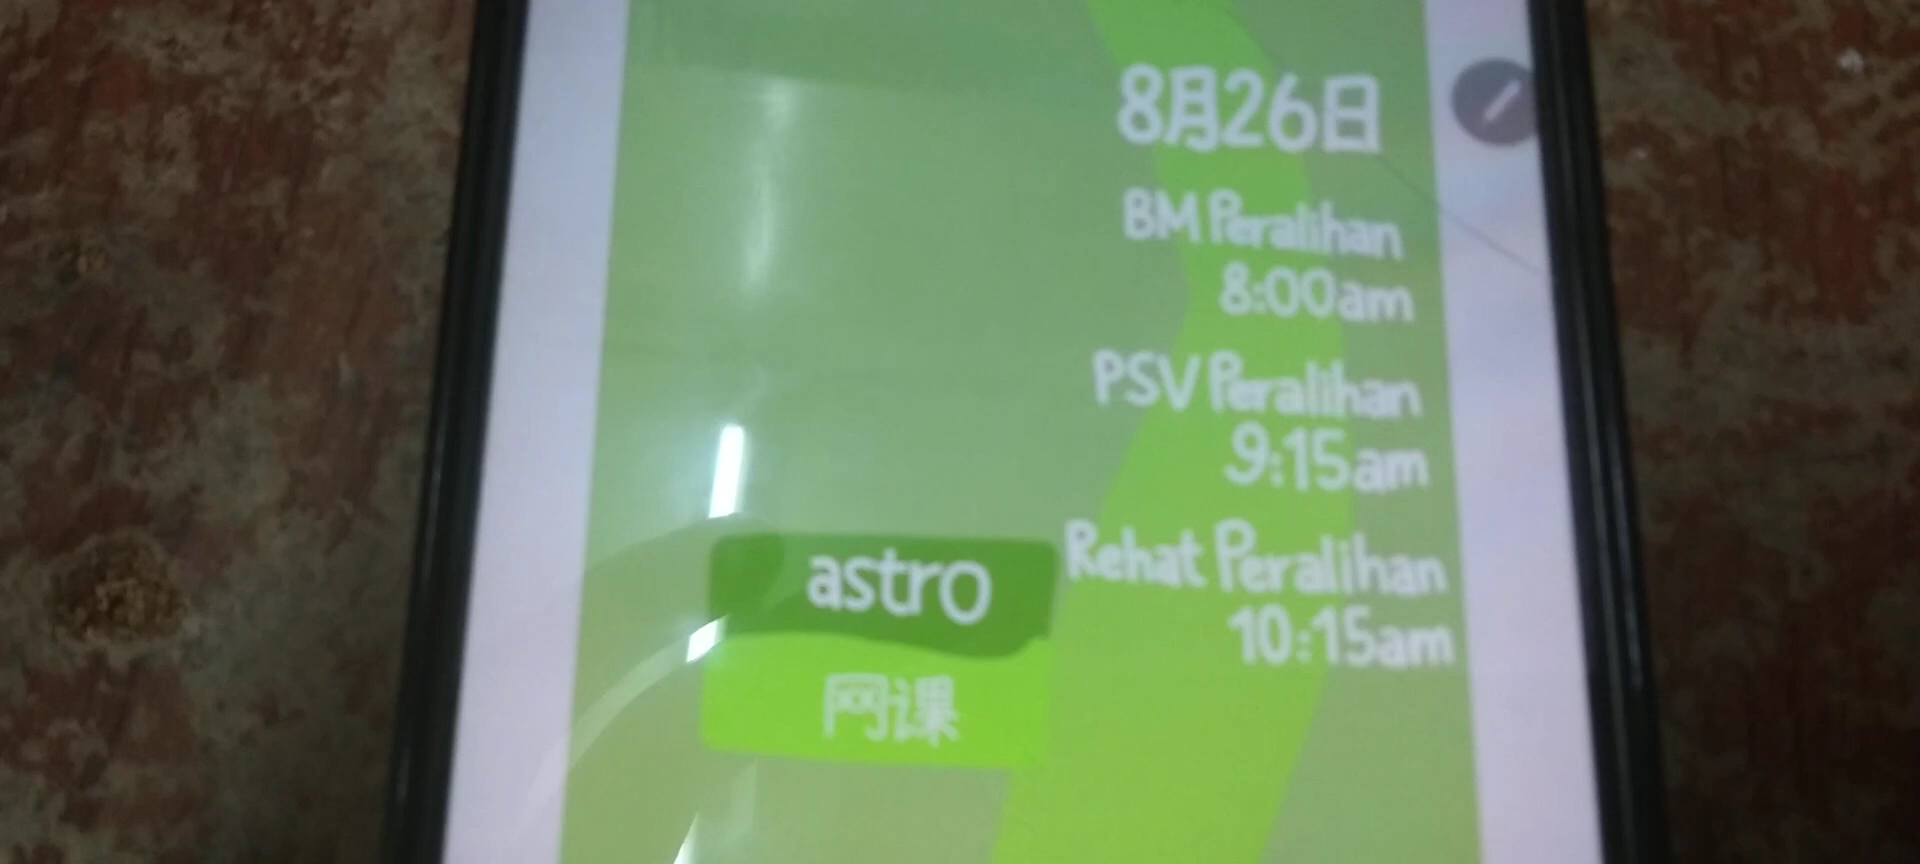 8月26日
BM Peralihan
8:00am
PSV Peralihan
9:15am
Rehat Peralihan
10:15am
astro
网课